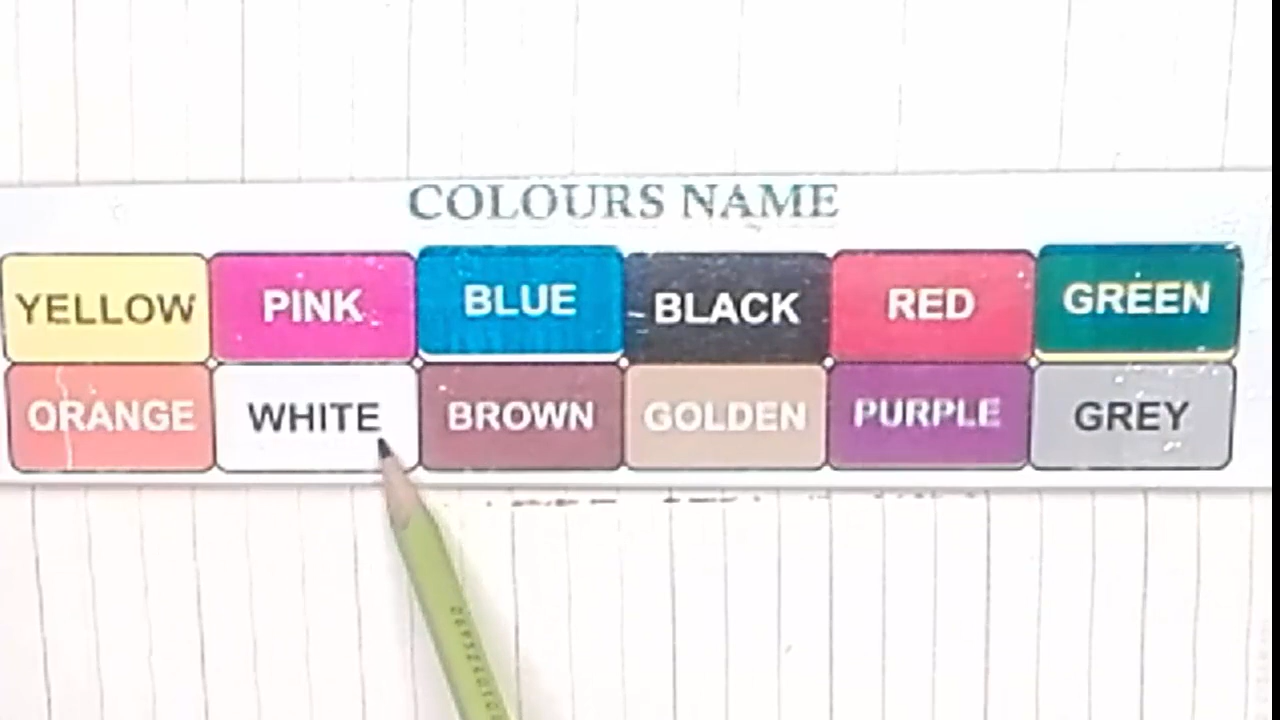 COLOURS NAME
YELLOW PINK BLUE BLACK RED GREEN
ORANGE WHITE BROWN GOLDEN PURPLE GREY